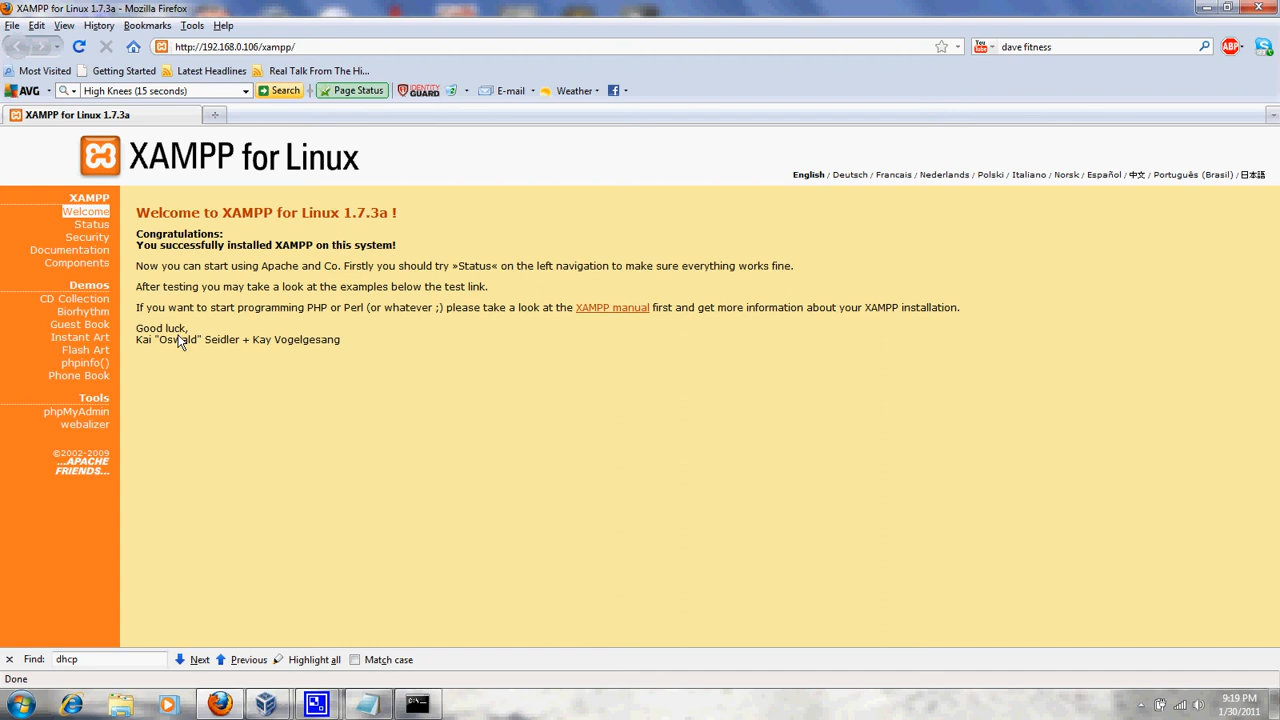 XAMPP for Linux 1.7.3a - Mozilla Firefox
File Edit View History Bookmarks Tools Help
http://192.168.0.106/xampp/
You Tube dave fitness ABP
Most Visited Getting Started Latest Headlines Real Talk From The Hi...
AVG High Knees (15 seconds) Search Page Status IDENTITY GUARD E-mail Weather
XAMPP for Linux 1.7.3a
XAMPP for Linux
English / Deutsch / Francais / Nederlands / Polski / Italiano / Norsk / Español / 中文 / Português (Brasil) / 日本語
XAMPP
Welcome
Status
Security
Documentation
Components
Demos
CD Collection
Biorhythm
Guest Book
Instant Art
Flash Art
phpinfo()
Phone Book
Tools
phpMyAdmin
webalizer
©2002-2009
...APACHE
FRIENDS...
Welcome to XAMPP for Linux 1.7.3a !
Congratulations:
You successfully installed XAMPP on this system!
Now you can start using Apache and Co. Firstly you should try »Status« on the left navigation to make sure everything works fine.
After testing you may take a look at the examples below the test link.
If you want to start programming PHP or Perl (or whatever ;) please take a look at the XAMPP manual first and get more information about your XAMPP installation.
Good luck,
Kai "Oswald" Seidler + Kay Vogelgesang
Find: dhcp Next Previous Highlight all Match case
Done
9:19 PM
1/30/2011